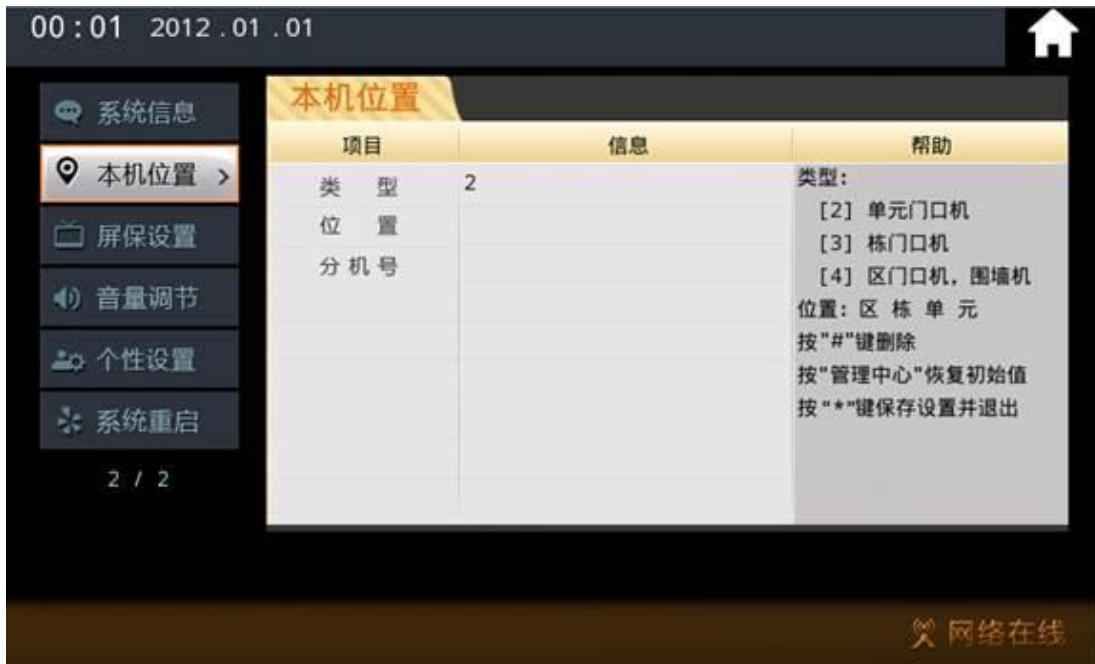 00:01 2012.01.01
系统信息
本机位置 >
屏保设置
音量调节
个性设置
系统重启
2 / 2
本机位置
项目 信息 帮助
类 型 2
位 置
分机号
类型:
[2] 单元门口机
[3] 栋门口机
[4] 区门口机，围墙机
位置: 区 栋 单 元
按"#"键删除
按"管理中心"恢复初始值
按"*"键保存设置并退出
网络在线